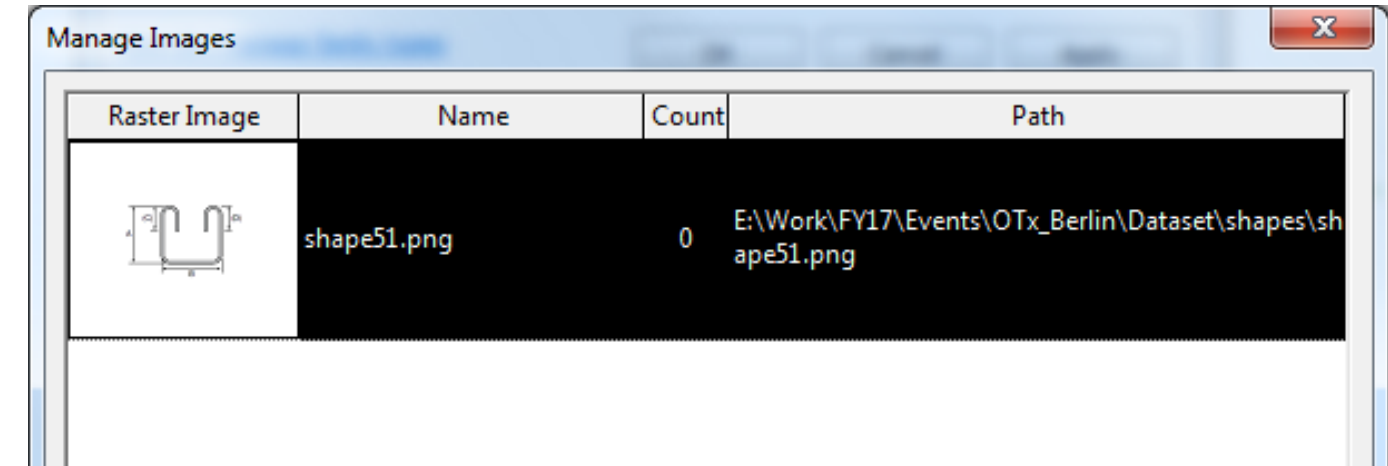 Manage Images
Raster Image Name Count Path
shape51.png 0 E:\Work\FY17\Events\OTx_Berlin\Dataset\shapes\sh
ape51.png